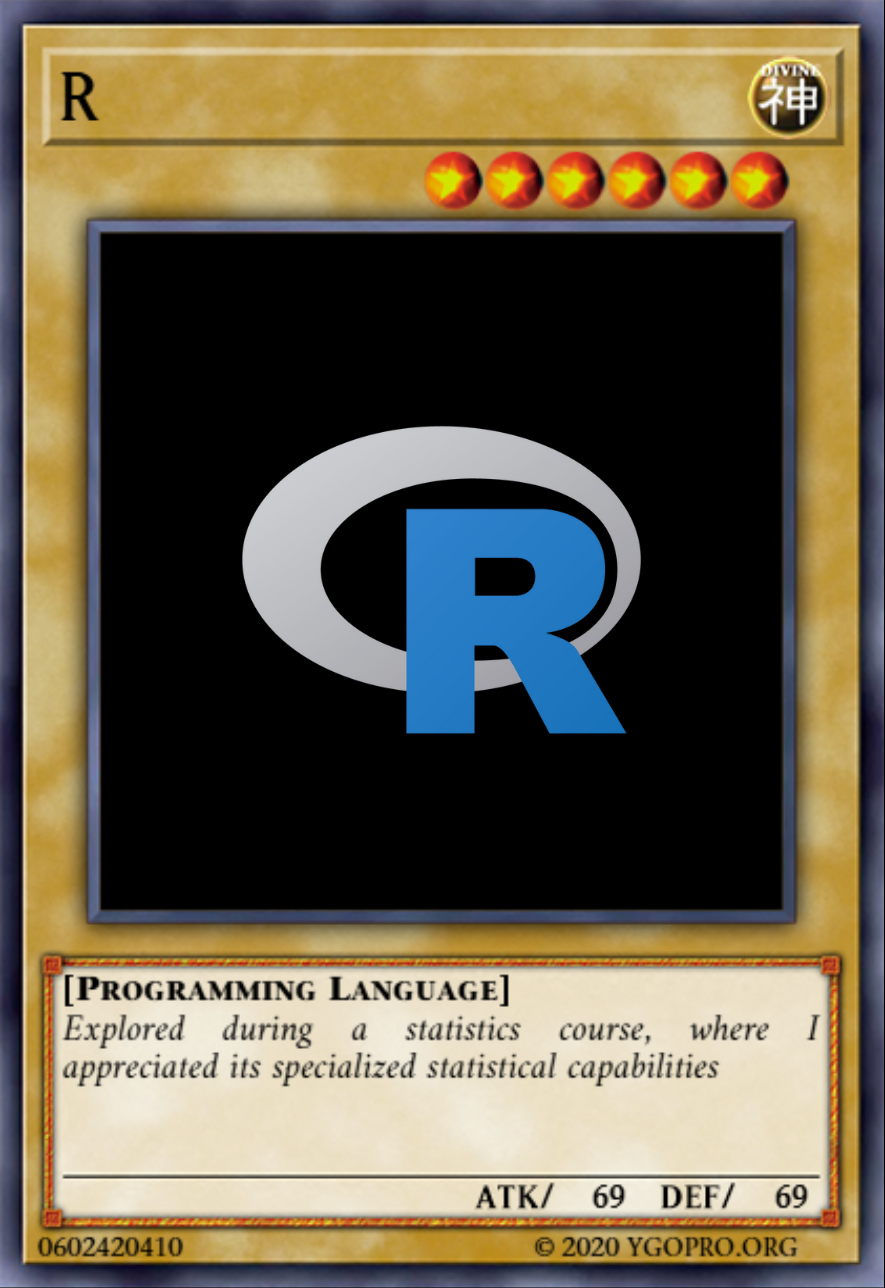 R
DIVINE
神
R
[PROGRAMMING LANGUAGE]
Explored during a statistics course, where I
appreciated its specialized statistical capabilities
ATK/ 69 DEF/ 69
0602420410 © 2020 YGOPRO.ORG